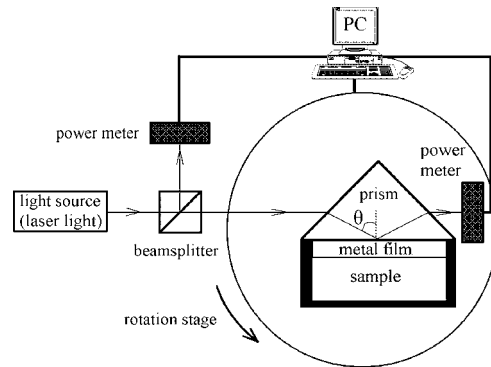 PC
power meter
power
meter
light source
(laser light)
prism
θ
beamsplitter
metal film
sample
rotation stage